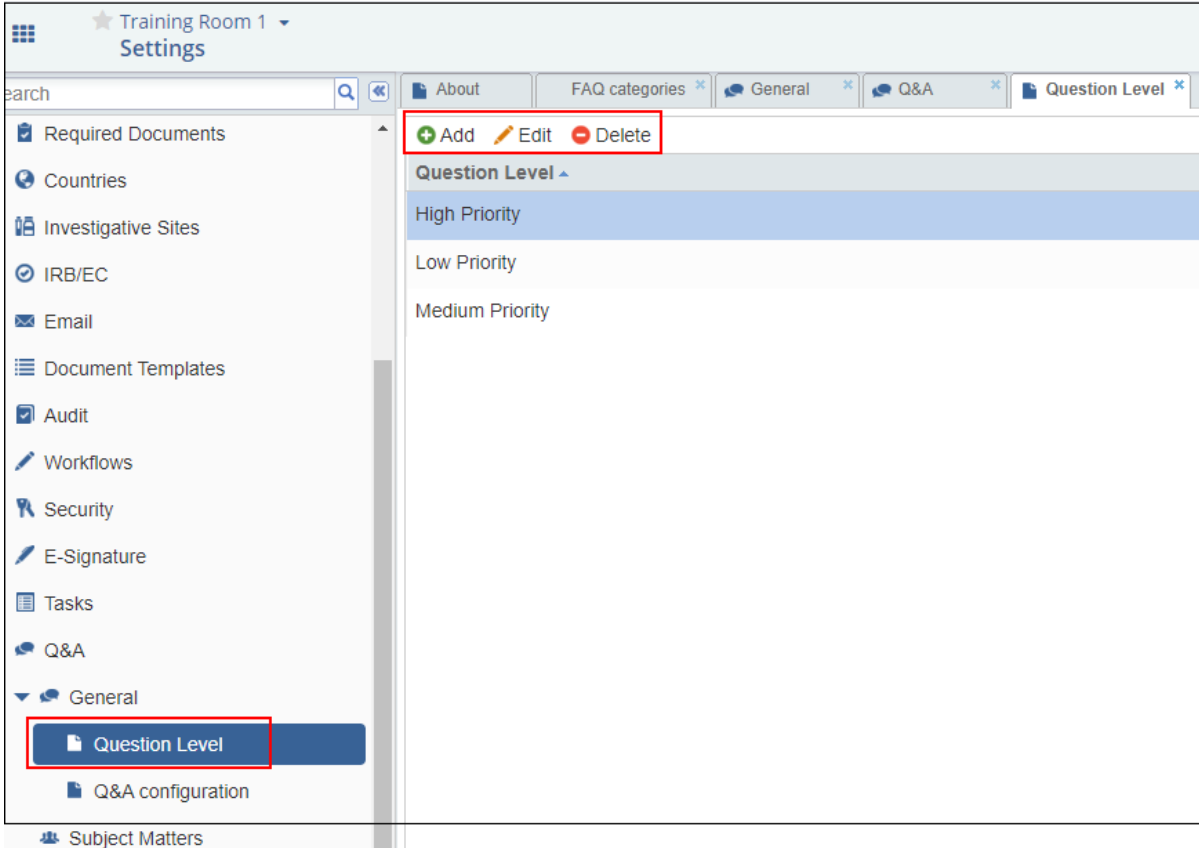 Training Room 1
Settings
earch
About
FAQ categories
General
Q&A
Question Level
Required Documents
Countries
Investigative Sites
IRB/EC
Email
Document Templates
Audit
Workflows
Security
E-Signature
Tasks
Q&A
General
Question Level
Q&A configuration
Subject Matters
Add Edit Delete
Question Level
High Priority
Low Priority
Medium Priority